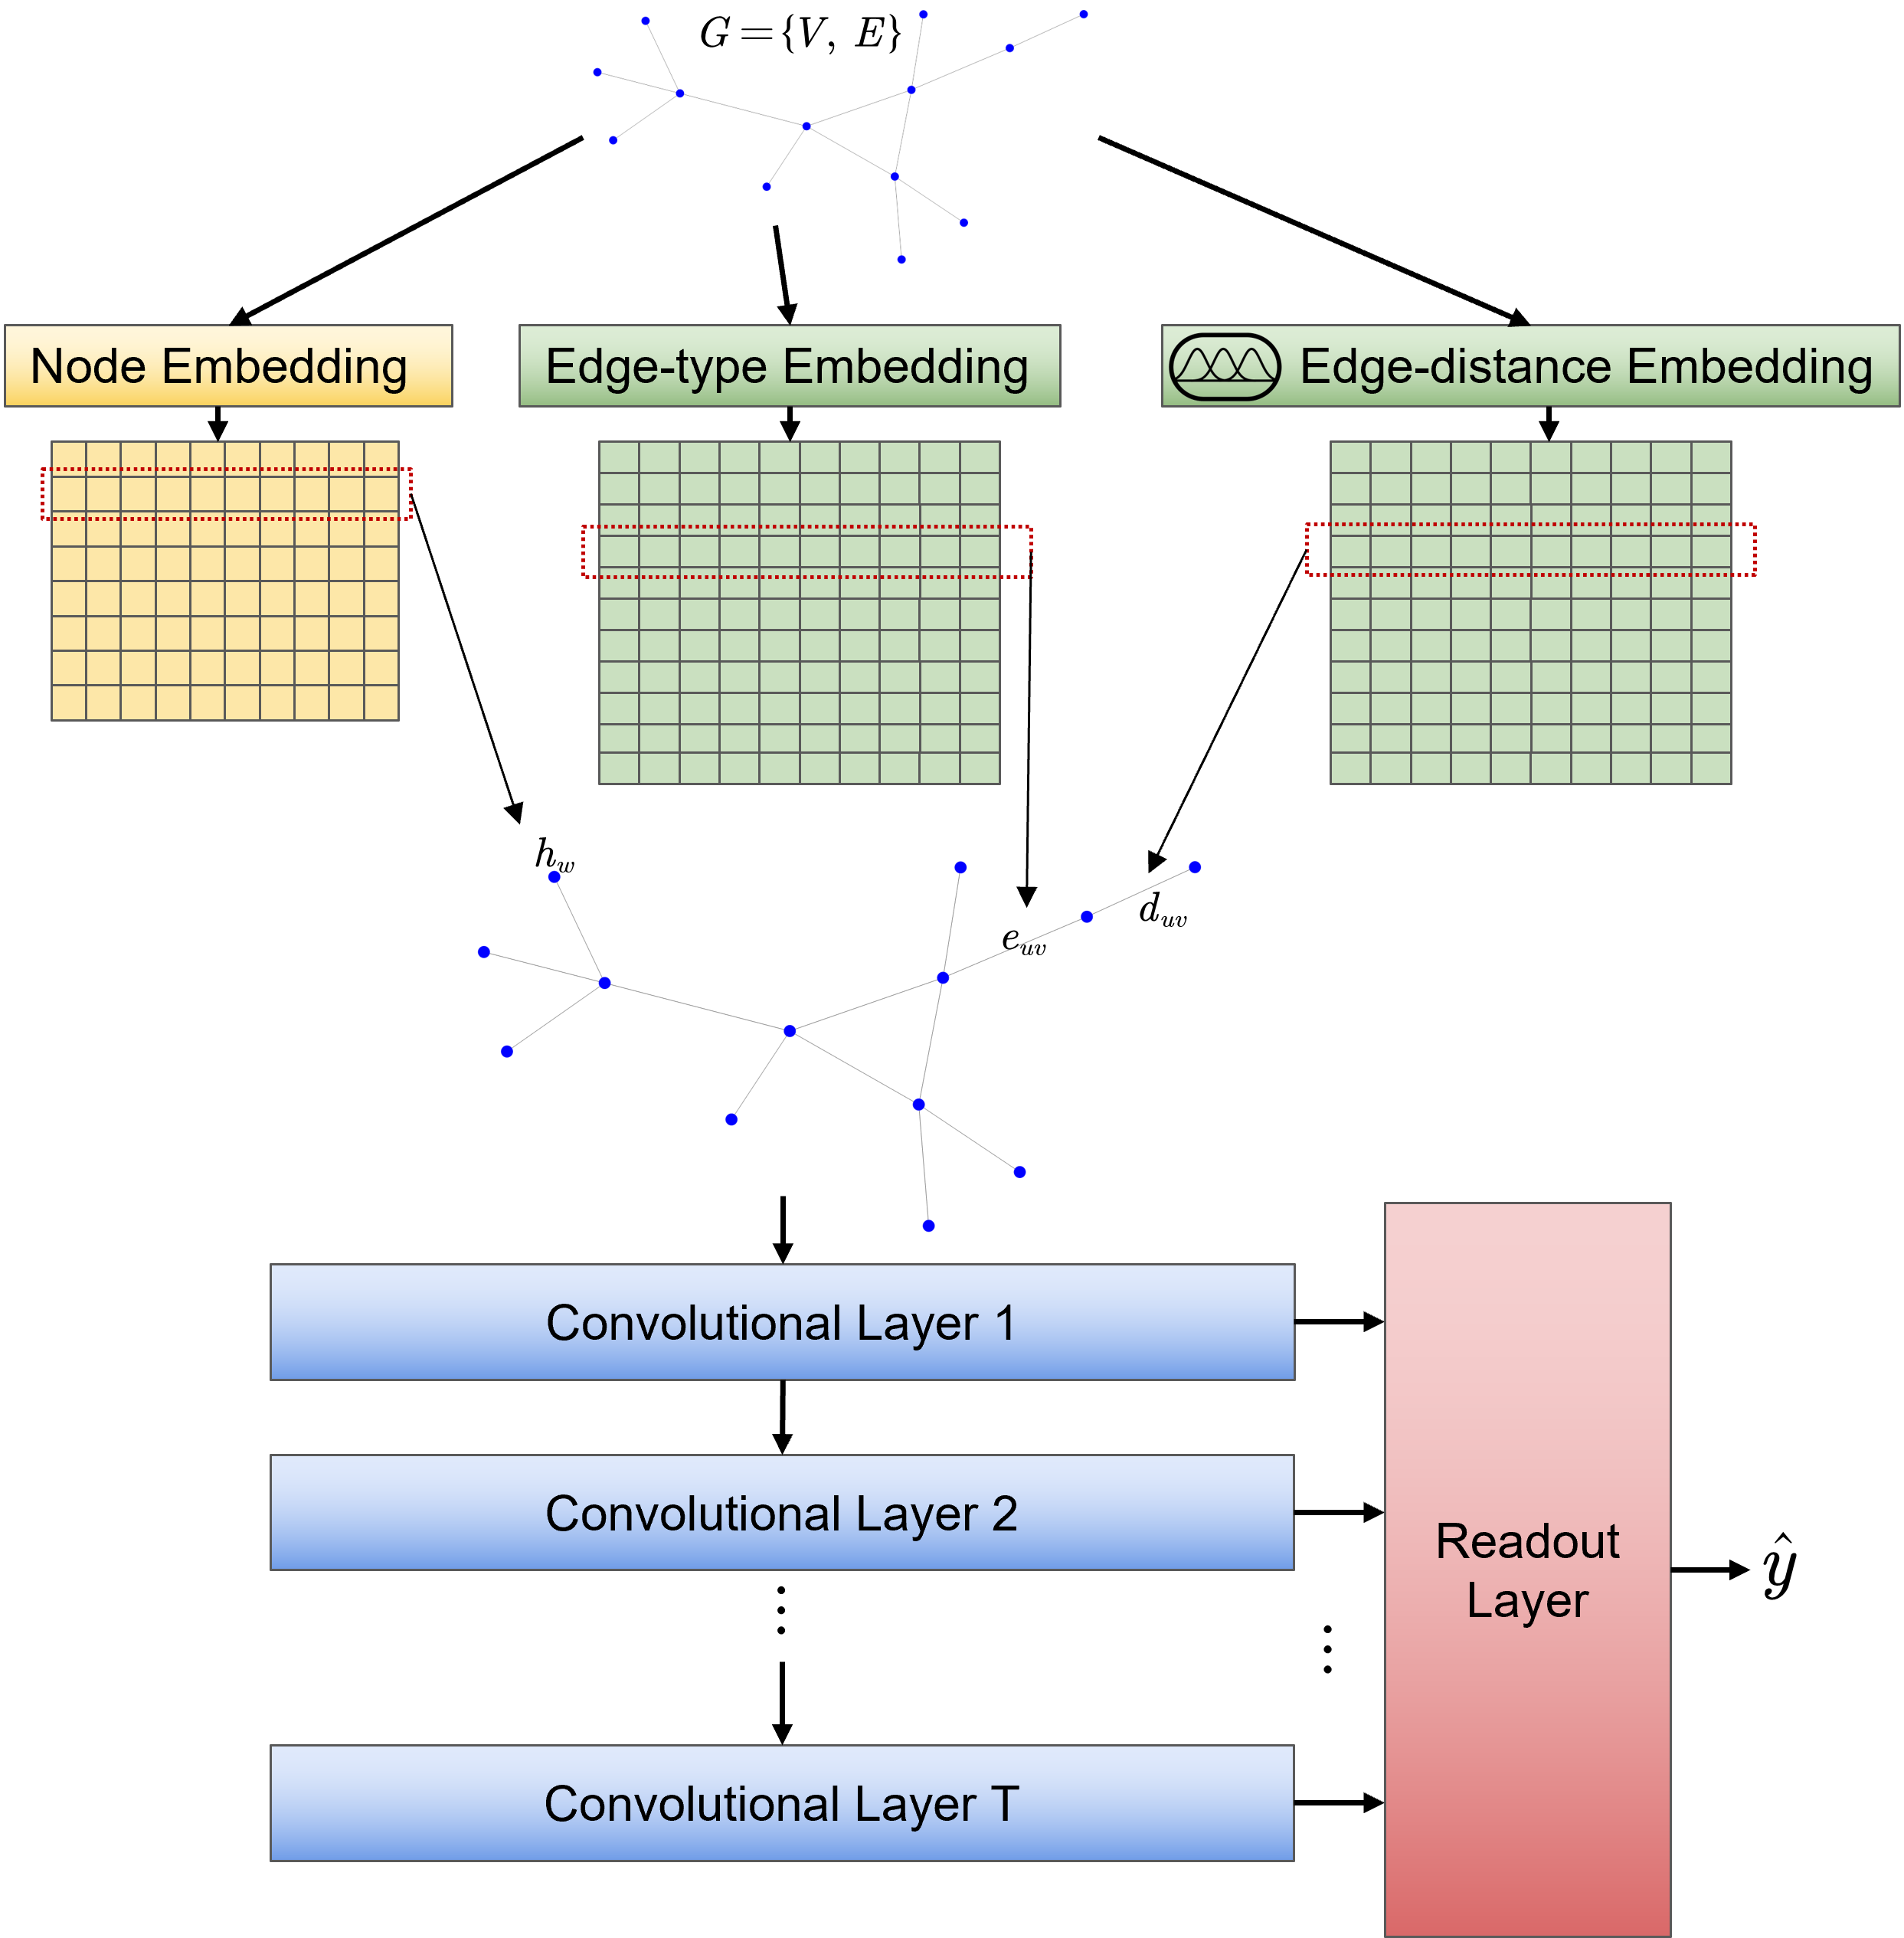 G = {V, E}
Node Embedding
Edge-type Embedding
Edge-distance Embedding
h_w
e_uv
d_uv
Convolutional Layer 1
Convolutional Layer 2
Readout
Layer
ŷ
Convolutional Layer T